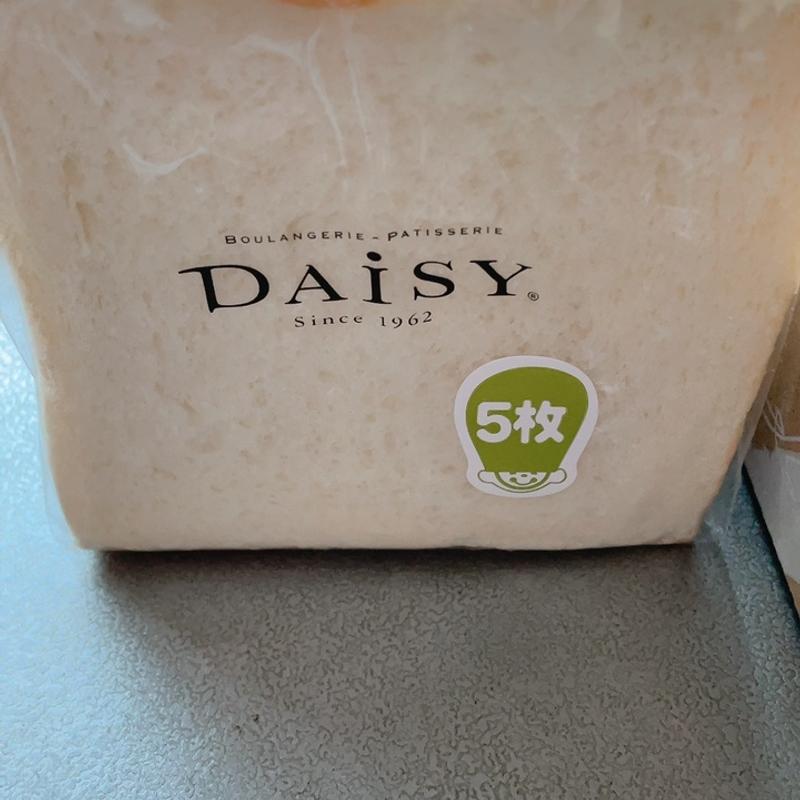 BOULANGERIE - PATISSERIE
DAiSY®
Since 1962
5枚